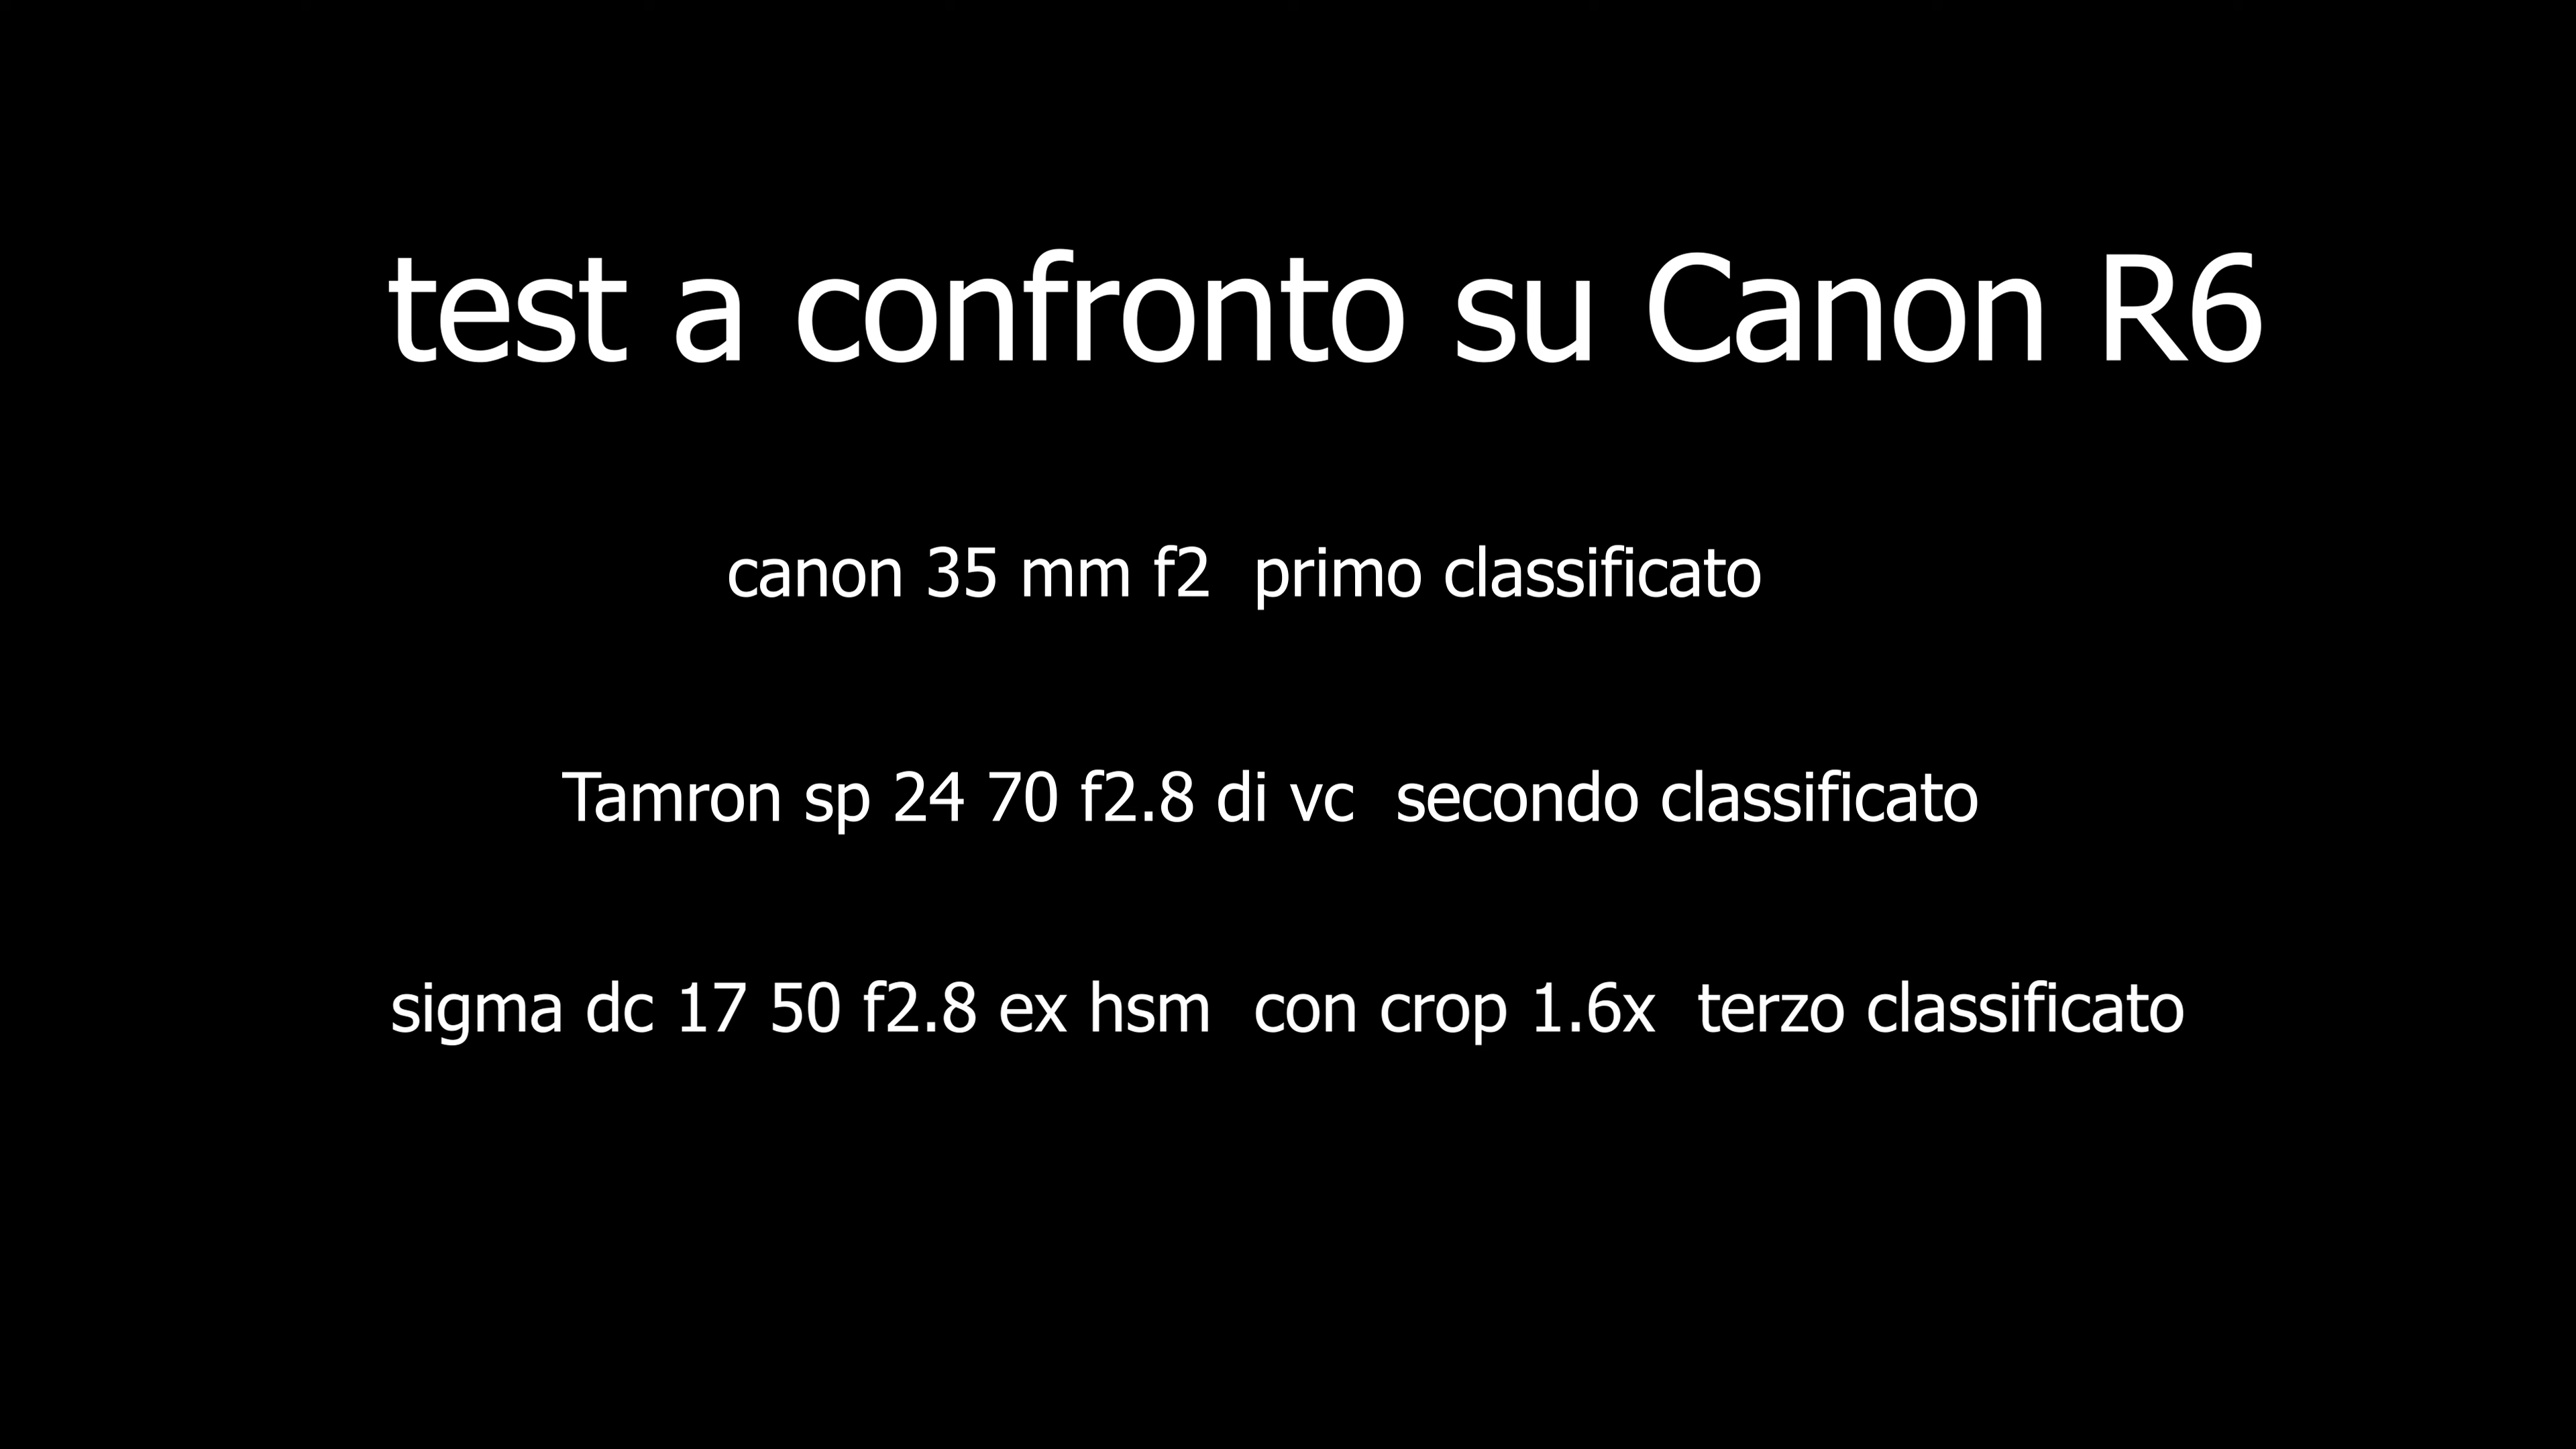 test a confronto su Canon R6
canon 35 mm f2 primo classificato
Tamron sp 24 70 f2.8 di vc secondo classificato
sigma dc 17 50 f2.8 ex hsm con crop 1.6x terzo classificato